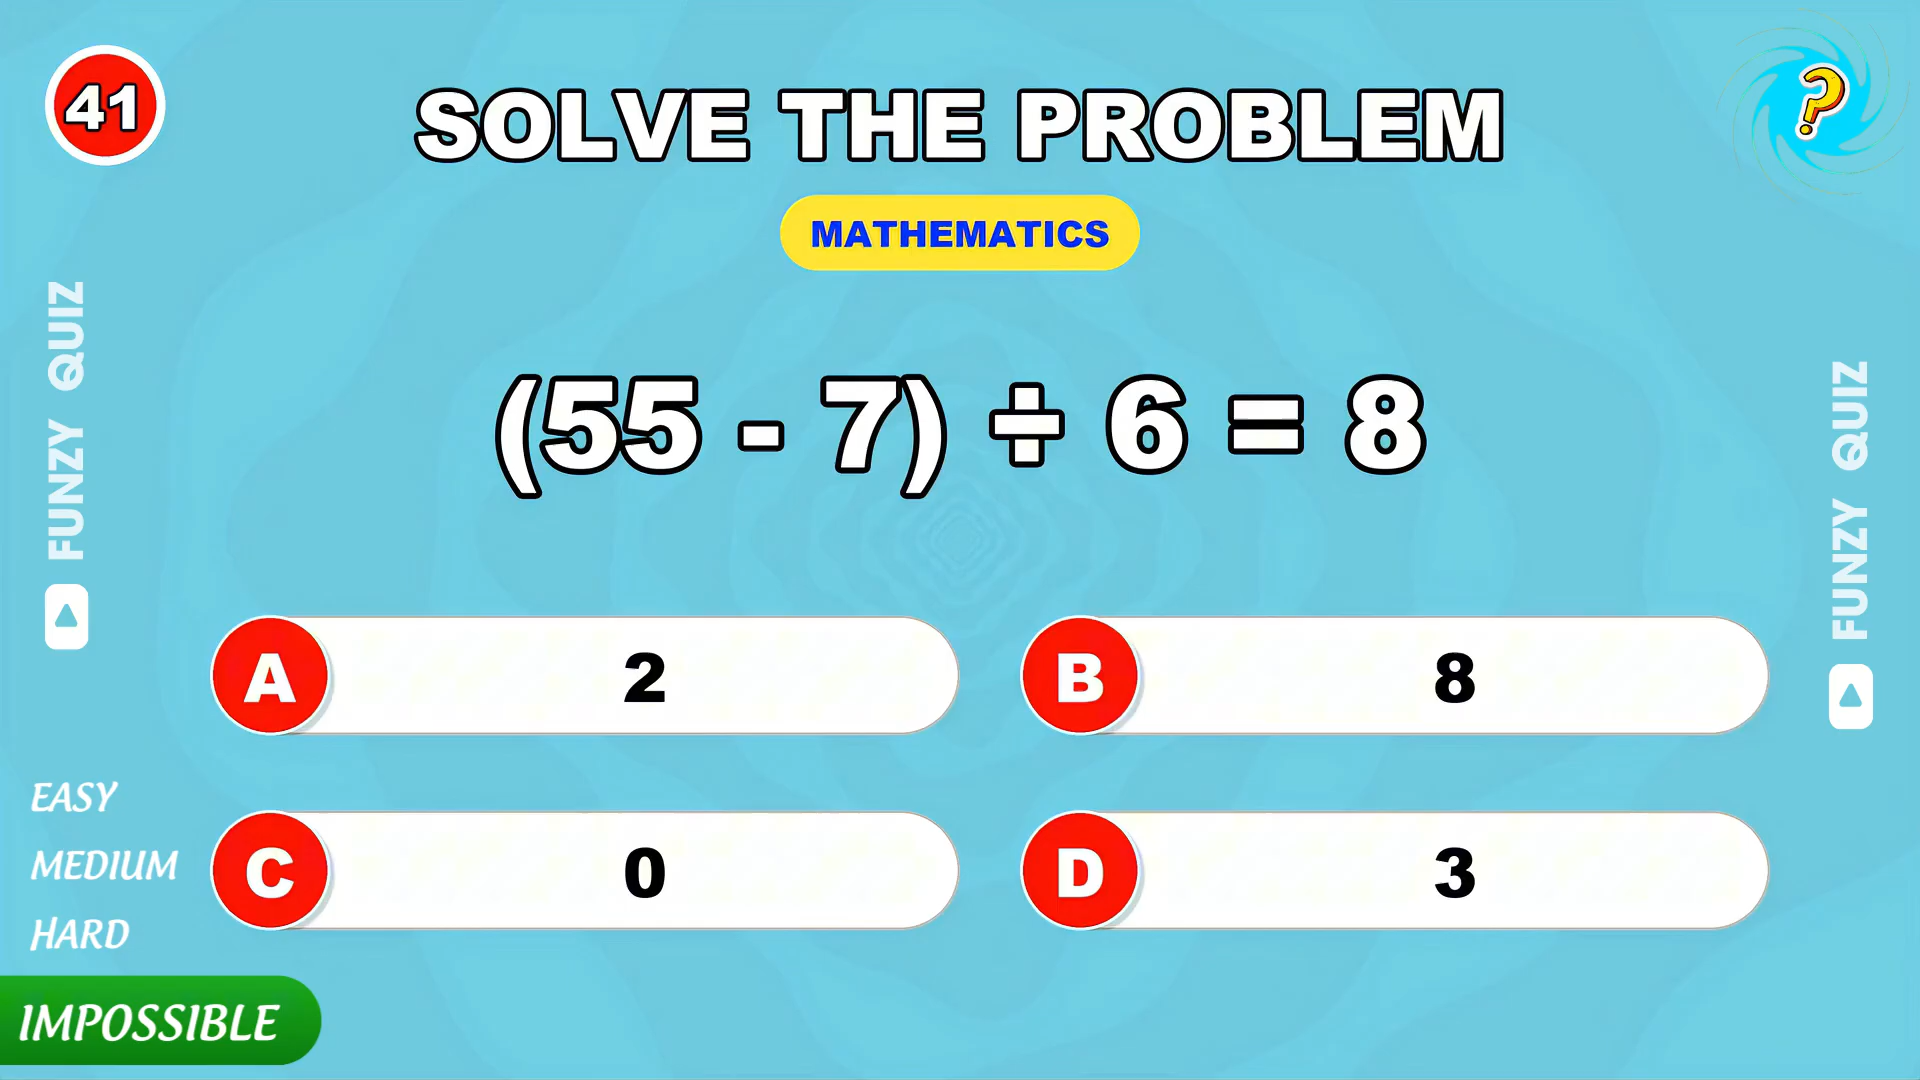 41
SOLVE THE PROBLEM
?
MATHEMATICS
(55 - 7) ÷ 6 = 8
FUNZY QUIZ
FUNZY QUIZ
A 2
B 8
C 0
D 3
EASY
MEDIUM
HARD
IMPOSSIBLE